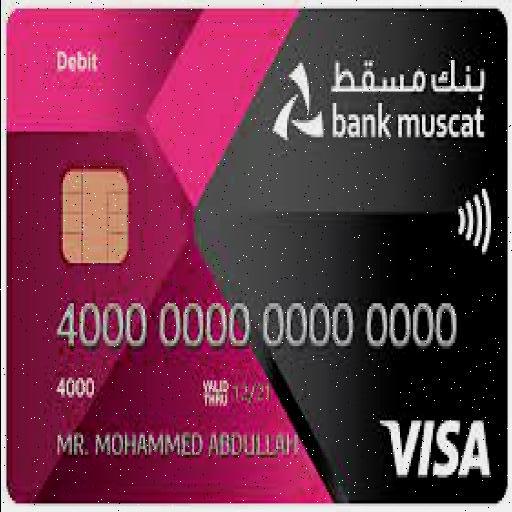 Debit
بنك مسقط
bank muscat
4000 0000 0000 0000
4000
VALID THRU 12/21
MR. MOHAMMED ABDULLAH
VISA